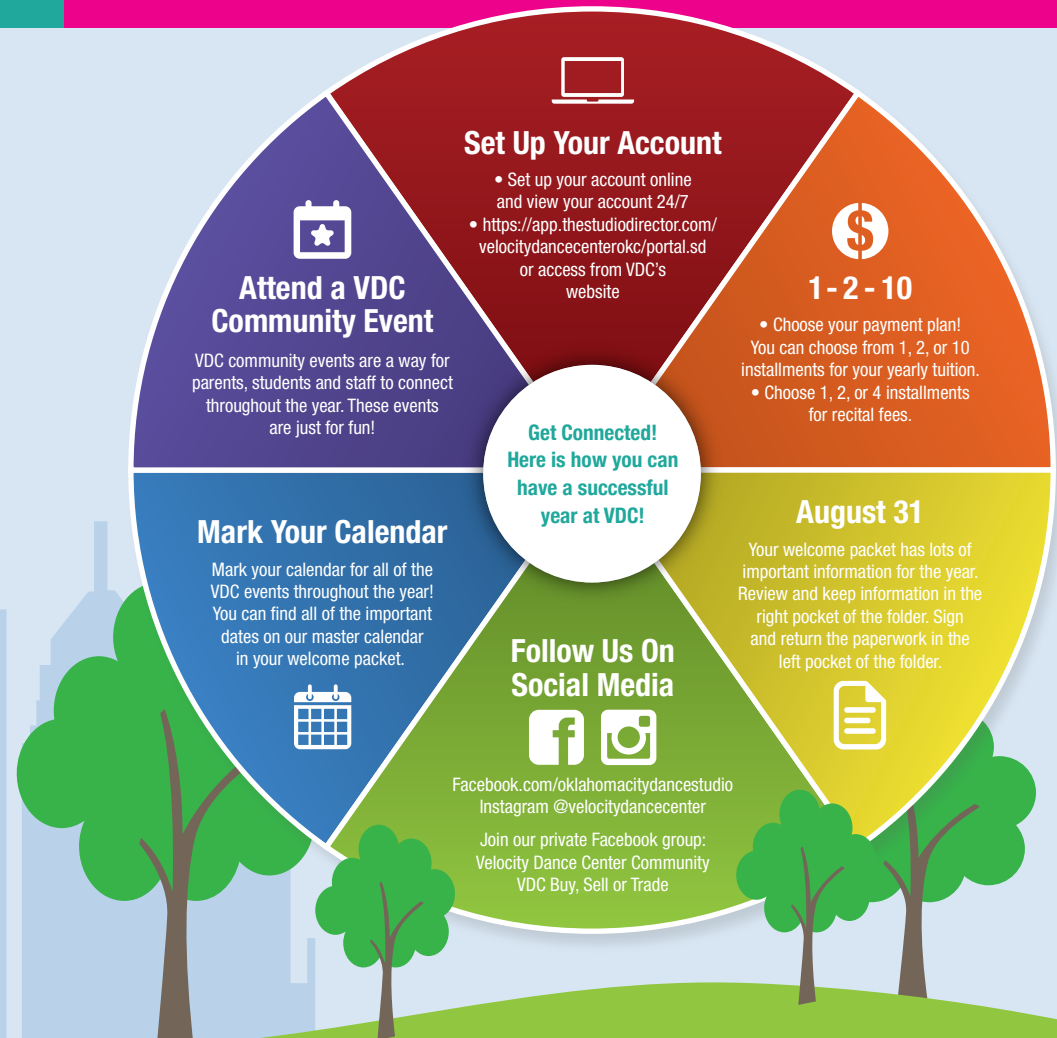 Set Up Your Account
• Set up your account online
and view your account 24/7
• https://app.thestudiodirector.com/
velocitydancecenterokc/portal.sd
or access from VDC's
website
1 - 2 - 10
• Choose your payment plan!
You can choose from 1, 2, or 10
installments for your yearly tuition.
• Choose 1, 2, or 4 installments
for recital fees.
August 31
Your welcome packet has lots of
important information for the year.
Review and keep information in the
right pocket of the folder. Sign
and return the paperwork in the
left pocket of the folder.
Follow Us On
Social Media
Facebook.com/oklahomacitydancestudio
Instagram @velocitydancecenter
Join our private Facebook group:
Velocity Dance Center Community
VDC Buy, Sell or Trade
Mark Your Calendar
Mark your calendar for all of the
VDC events throughout the year!
You can find all of the important
dates on our master calendar
in your welcome packet.
Attend a VDC
Community Event
VDC community events are a way for
parents, students and staff to connect
throughout the year. These events
are just for fun!
Get Connected!
Here is how you can
have a successful
year at VDC!